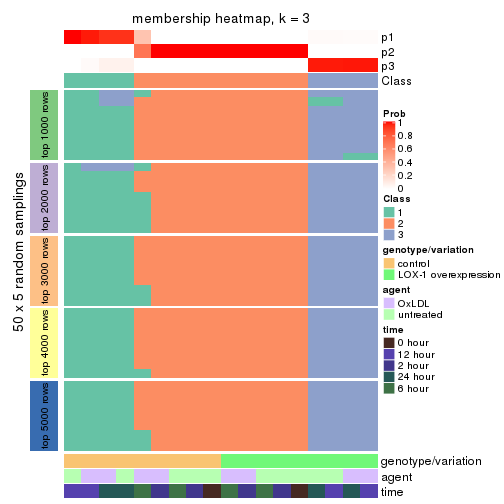 membership heatmap, k = 3
p1
p2
p3
Class
50 x 5 random samplings
top 1000 rows
top 2000 rows
top 3000 rows
top 4000 rows
top 5000 rows
Prob
1
0.8
0.6
0.4
0.2
0
Class
1
2
3
genotype/variation
control
LOX-1 overexpression
agent
OxLDL
untreated
time
0 hour
12 hour
2 hour
24 hour
6 hour
genotype/variation
agent
time